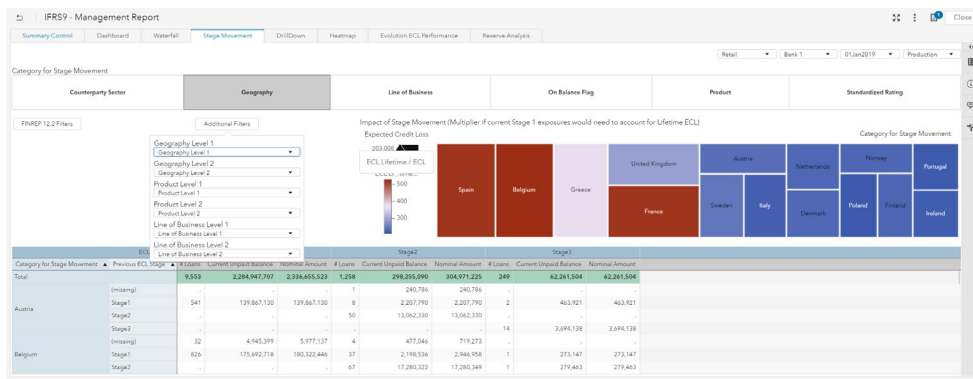 IFRS9 - Management Report
Close
Summary Control Dashboard Waterfall Stage Movement DrillDown Heatmap Evolution ECL Performance Reserve Analysis
Retail Bank 1 01Jan2019 Production
Category for Stage Movement
Counterparty Sector Geography Line of Business On Balance Flag Product Standardized Rating
FINREP 12.2 Filters Additional Filters
Impact of Stage Movement (Multiplier if current Stage 1 exposures would need to account for Lifetime ECL)
Expected Credit Loss
Category for Stage Movement
203.008
ECL Lifetime / ECL
500
400
300
Spain Belgium Greece United Kingdom France Austria Sweden Italy Netherlands Denmark Norway Poland Finland Portugal Ireland
Geography Level 1
Geography Level 1
Geography Level 2
Geography Level 2
Product Level 1
Product Level 1
Product Level 2
Product Level 2
Line of Business Level 1
Line of Business Level 1
Line of Business Level 2
Line of Business Level 2
ECL Stage2 Stage3
Category for Stage Movement Previous ECL Stage # Loans Current Unpaid Balance Nominal Amount # Loans Current Unpaid Balance Nominal Amount # Loans Current Unpaid Balance Nominal Amount
Total 9,553 2,284,947,707 2,336,655,523 1,258 298,255,090 304,971,225 249 62,261,504 62,261,504
Austria
(missing) . . . 1 240,786 240,786 . . .
Stage1 541 139,867,130 139,867,130 8 2,207,790 2,207,790 2 463,921 463,921
Stage2 . . . 50 13,062,330 13,062,330 . . .
Stage3 . . . . . . 14 3,694,138 3,694,138
Belgium
(missing) 32 4,945,399 5,977,137 4 477,046 719,273 . . .
Stage1 826 175,692,718 180,322,446 37 2,198,536 2,946,958 1 273,147 273,147
Stage2 . . . 67 17,280,322 17,280,349 1 279,463 279,463